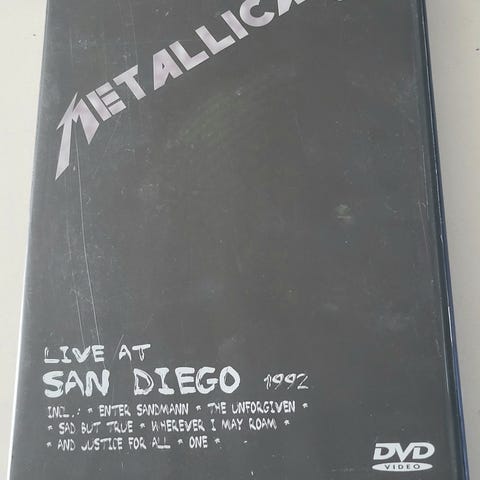 METALLICA
LIVE AT
SAN DIEGO 1992
INCL.: * ENTER SANDMANN * THE UNFORGIVEN *
* SAD BUT TRUE * WHEREVER I MAY ROAM *
* AND JUSTICE FOR ALL * ONE *
DVD
VIDEO